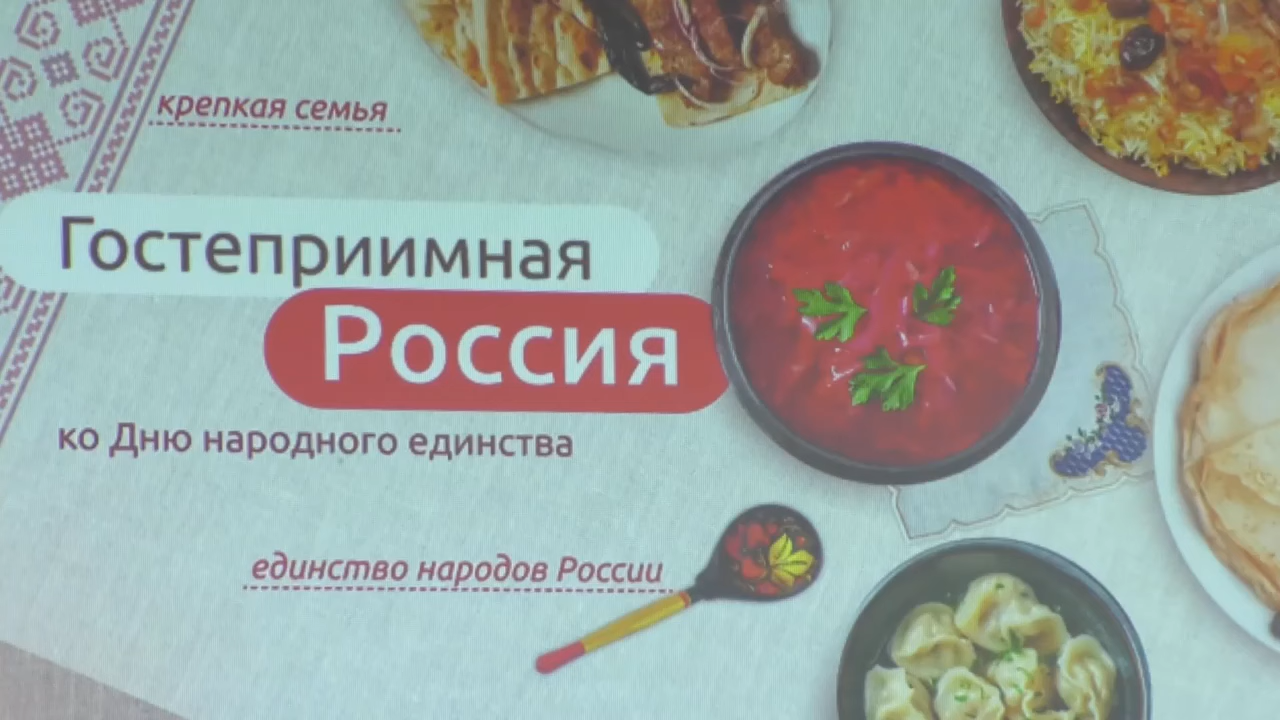 крепкая семья
Гостеприимная
Россия
ко Дню народного единства
единство народов России